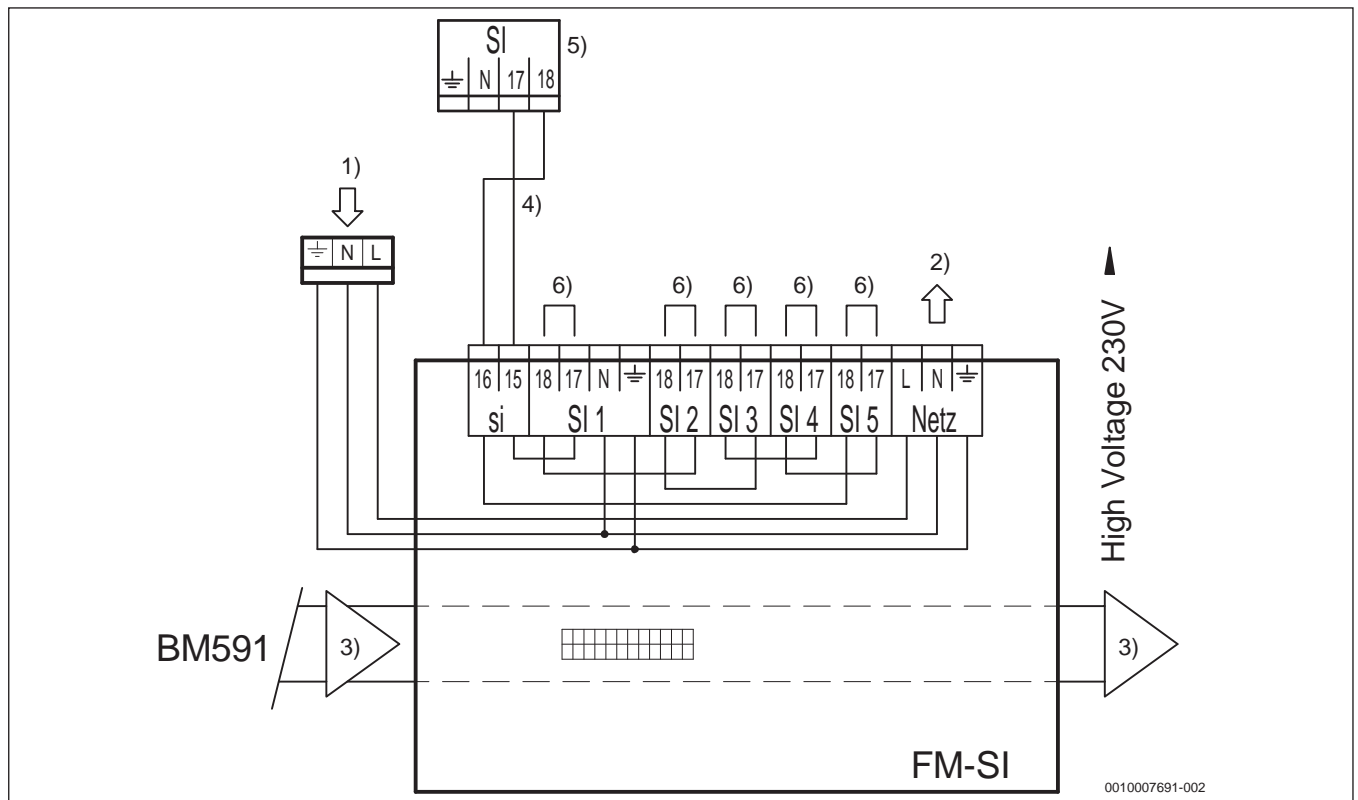 SI
5)
⏚ N 17 18
1)
4)
⏚ N L
6) 6) 6) 6) 6) 2)
16 15 18 17 N ⏚ 18 17 18 17 18 17 18 17 L N ⏚
si SI 1 SI 2 SI 3 SI 4 SI 5 Netz
High Voltage 230V
BM591
3) 3)
FM-SI
0010007691-002